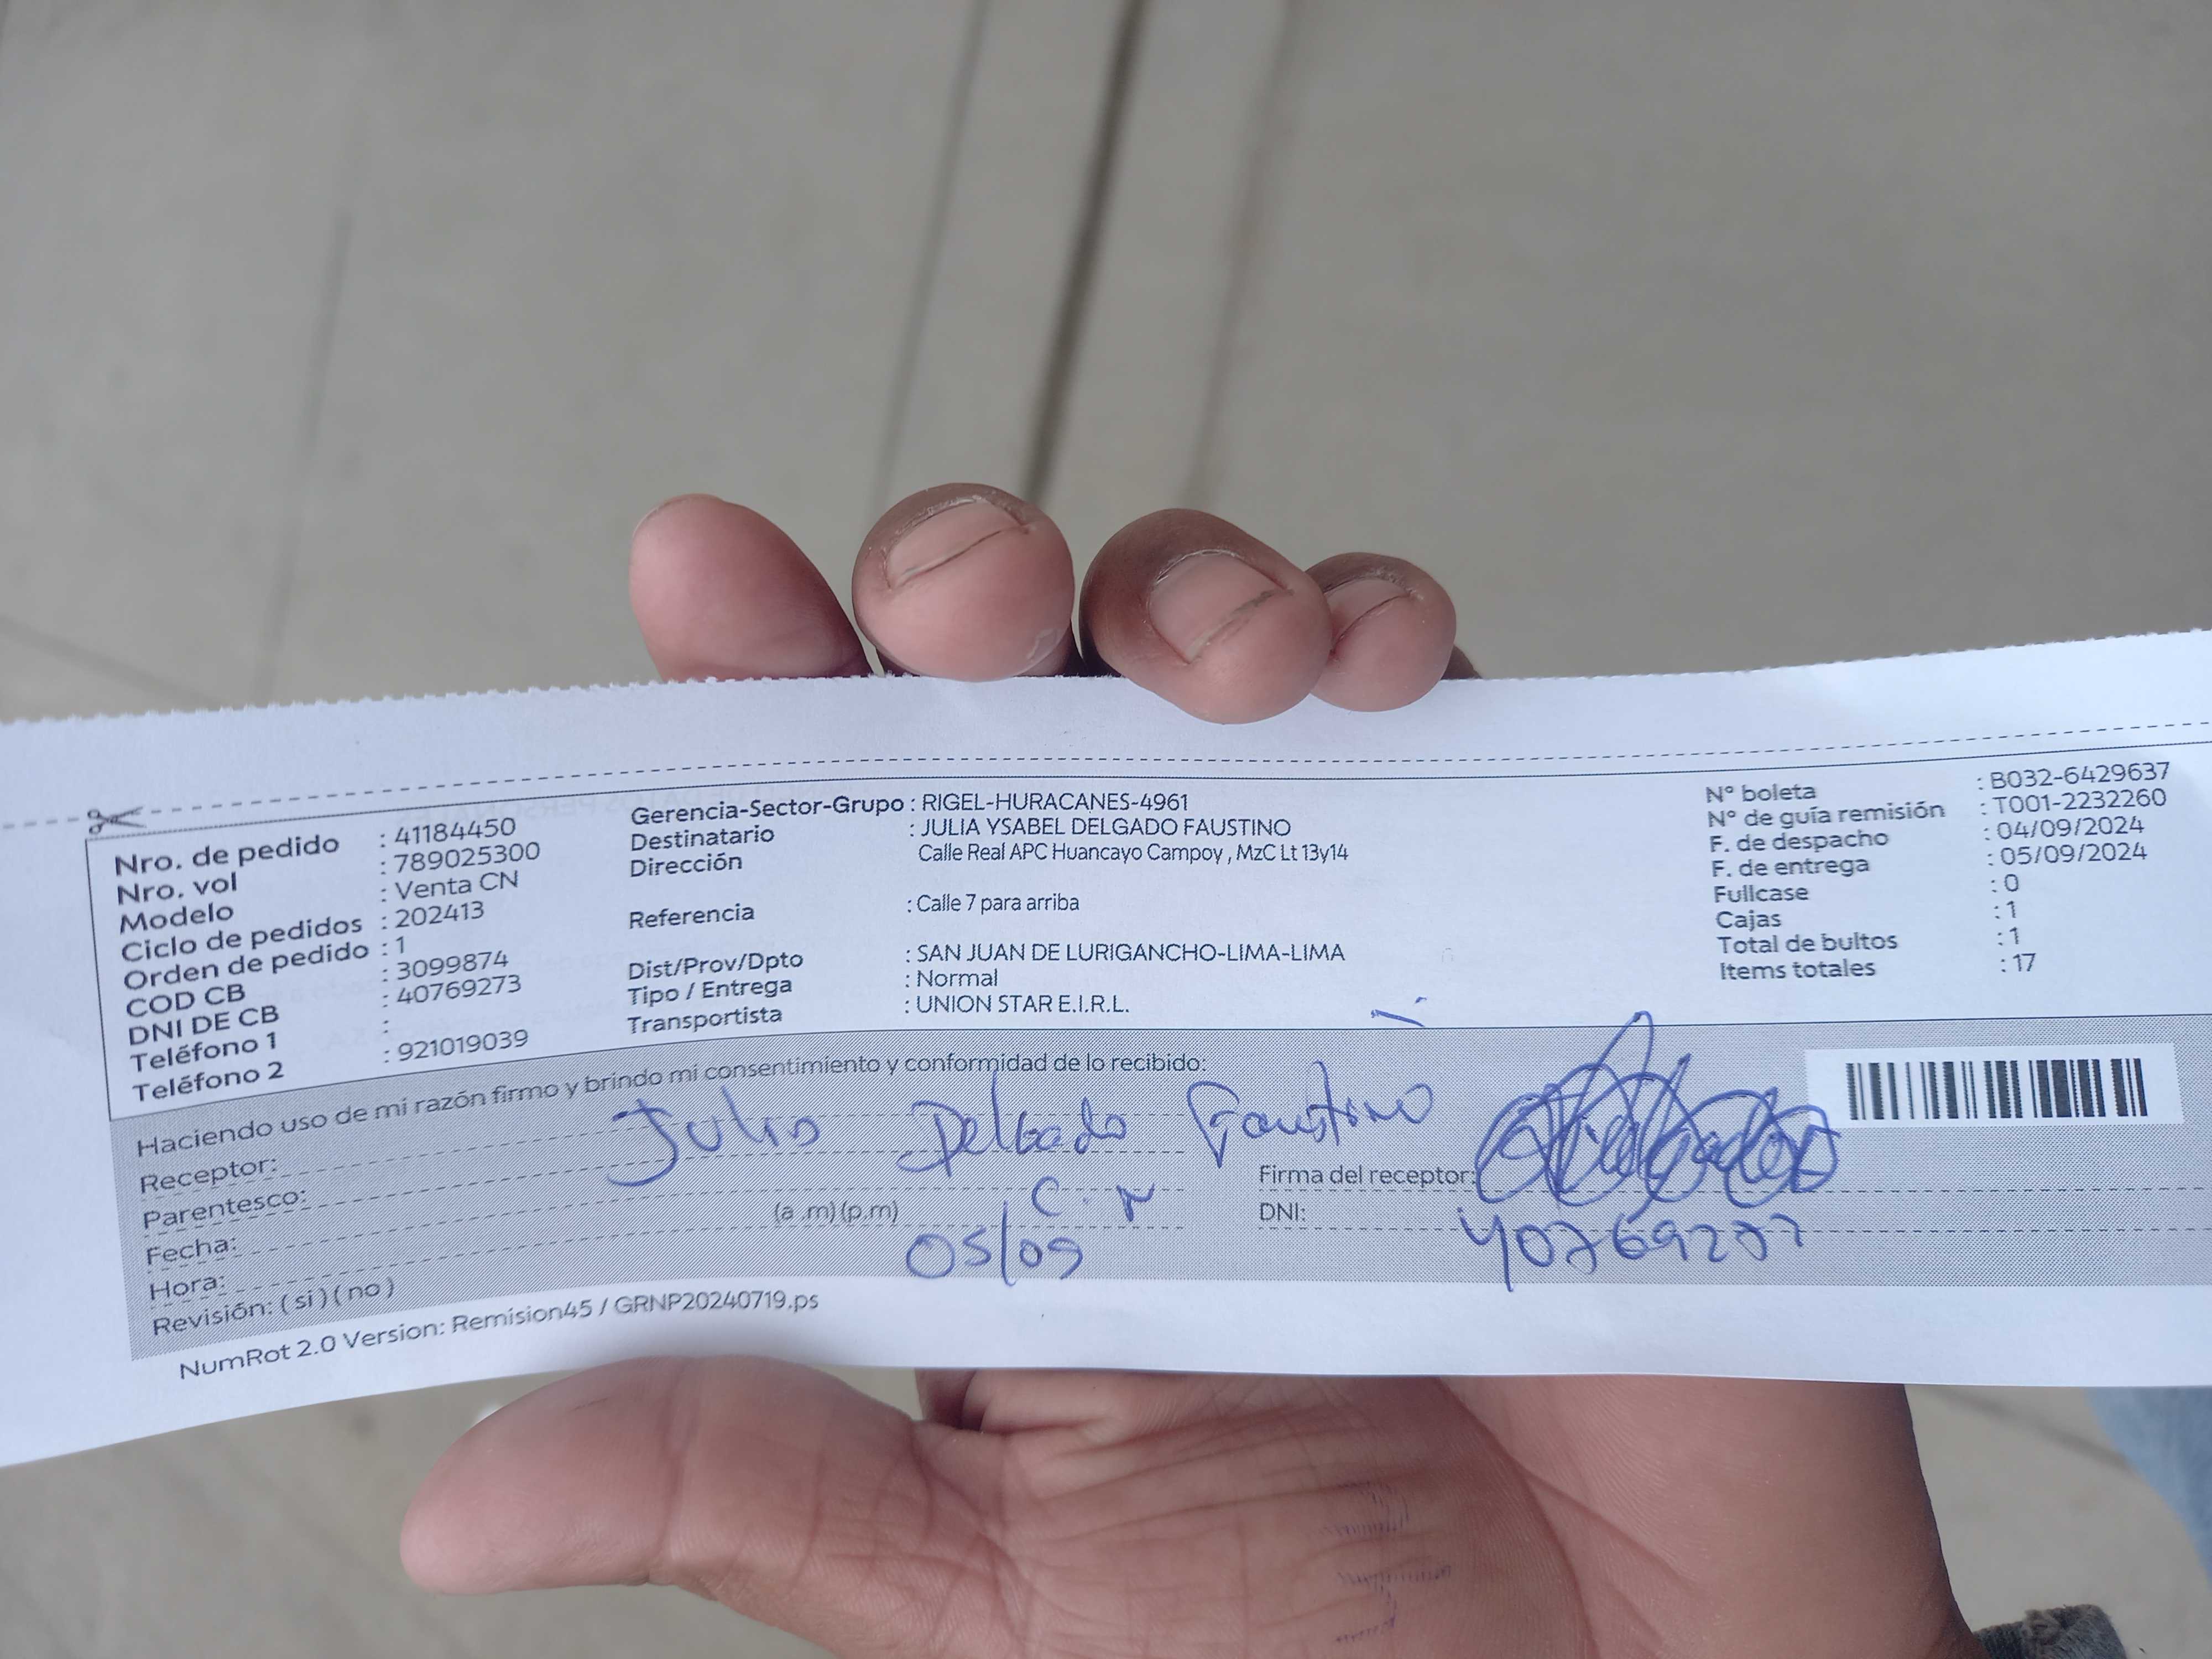 Nro. de pedido : 41184450
Nro. vol : 789025300
Modelo : Venta CN
Ciclo de pedidos : 202413
Orden de pedido : 1
COD CB : 3099874
DNI DE CB : 40769273
Teléfono 1 :
Teléfono 2 : 921019039
Gerencia-Sector-Grupo : RIGEL-HURACANES-4961
Destinatario : JULIA YSABEL DELGADO FAUSTINO
Dirección Calle Real APC Huancayo Campoy , MzC Lt 13y14
Referencia : Calle 7 para arriba
Dist/Prov/Dpto : SAN JUAN DE LURIGANCHO-LIMA-LIMA
Tipo / Entrega : Normal
Transportista : UNION STAR E.I.R.L.
N° boleta : B032-6429637
N° de guía remisión : T001-2232260
F. de despacho : 04/09/2024
F. de entrega : 05/09/2024
Fullcase : 0
Cajas : 1
Total de bultos : 1
Items totales : 17
Haciendo uso de mi razón firmo y brindo mi consentimiento y conformidad de lo recibido:
Receptor: Julio Delgado Faustino
Parentesco: C.N
Fecha: 05/09
Hora: (a .m) (p.m)
Revisión: ( si ) ( no )
Firma del receptor:
DNI: 40769277
NumRot 2.0 Version: Remision45 / GRNP20240719.ps